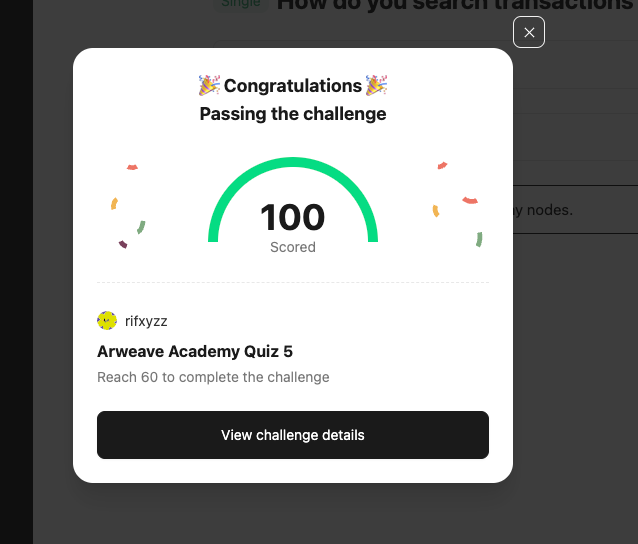 Single How do you search transactions
🎉 Congratulations 🎉
Passing the challenge
100
Scored
y nodes.
rifxyzz
Arweave Academy Quiz 5
Reach 60 to complete the challenge
View challenge details